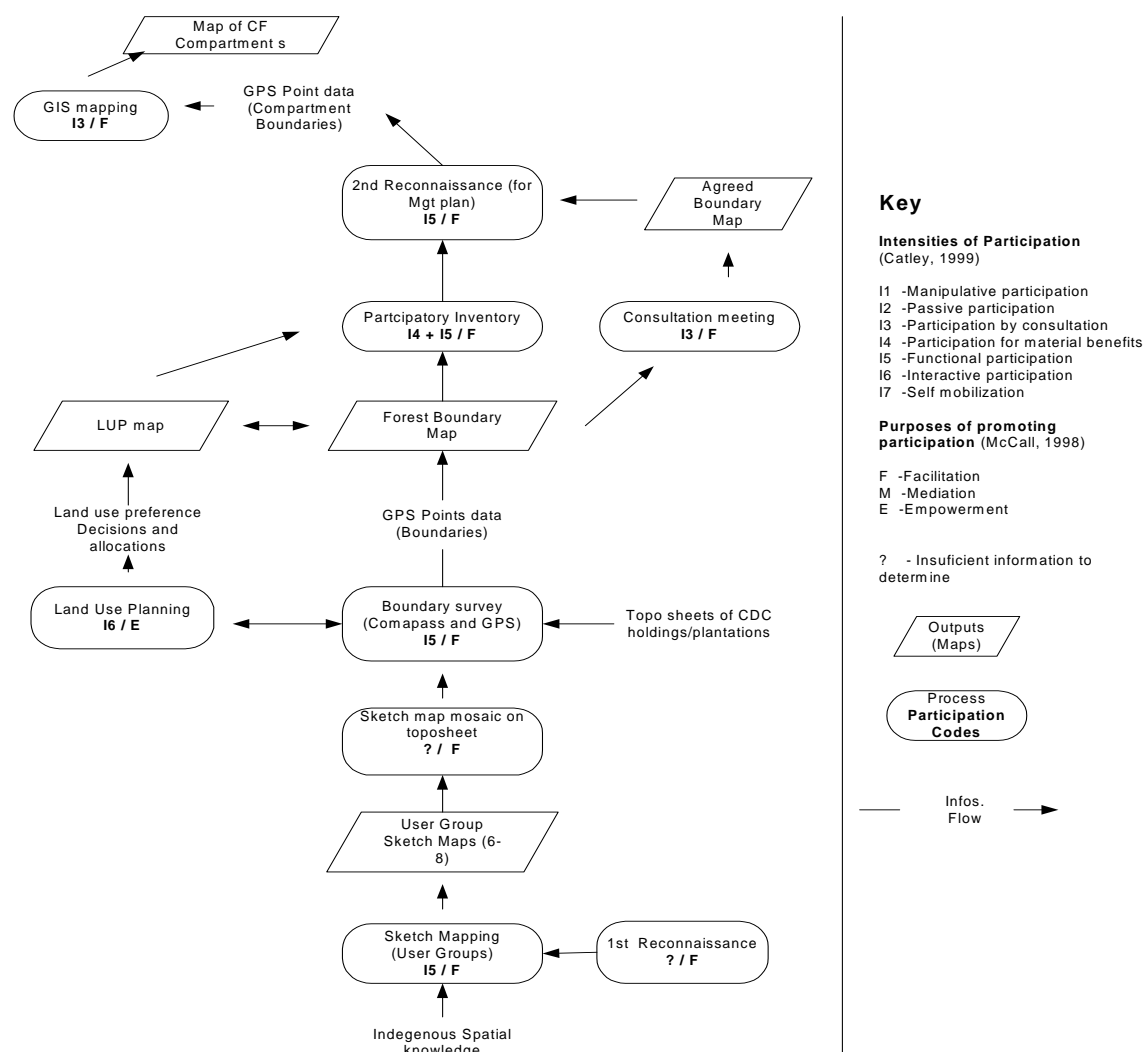 Map of CF
Compartment s
GIS mapping
I3 / F
GPS Point data
(Compartment
Boundaries)
2nd Reconnaissance (for
Mgt plan)
I5 / F
Agreed
Boundary
Map
Partcipatory Inventory
I4 + I5 / F
Consultation meeting
I3 / F
LUP map
Forest Boundary
Map
Land use preference
Decisions and
allocations
GPS Points data
(Boundaries)
Land Use Planning
I6 / E
Boundary survey
(Comapass and GPS)
I5 / F
Topo sheets of CDC
holdings/plantations
Sketch map mosaic on
toposheet
? / F
User Group
Sketch Maps (6-
8)
Sketch Mapping
(User Groups)
I5 / F
1st Reconnaissance
? / F
Indegenous Spatial
knowledge
Key
Intensities of Participation
(Catley, 1999)
I1 -Manipulative participation
I2 -Passive participation
I3 -Participation by consultation
I4 -Participation for material benefits
I5 -Functional participation
I6 -Interactive participation
I7 -Self mobilization
Purposes of promoting
participation (McCall, 1998)
F -Facilitation
M -Mediation
E -Empowerment
? - Insuficient information to
determine
Outputs
(Maps)
Process
Participation
Codes
Infos.
Flow